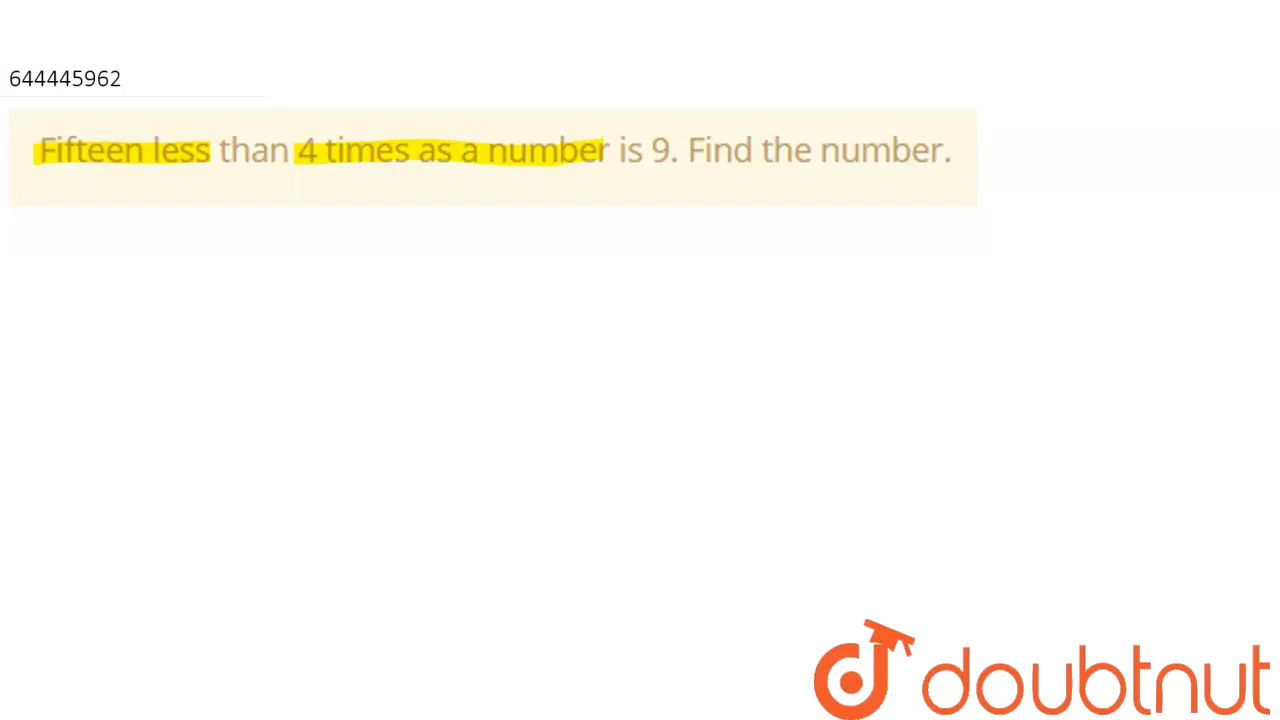 644445962
Fifteen less than 4 times as a number is 9. Find the number.
doubtnut